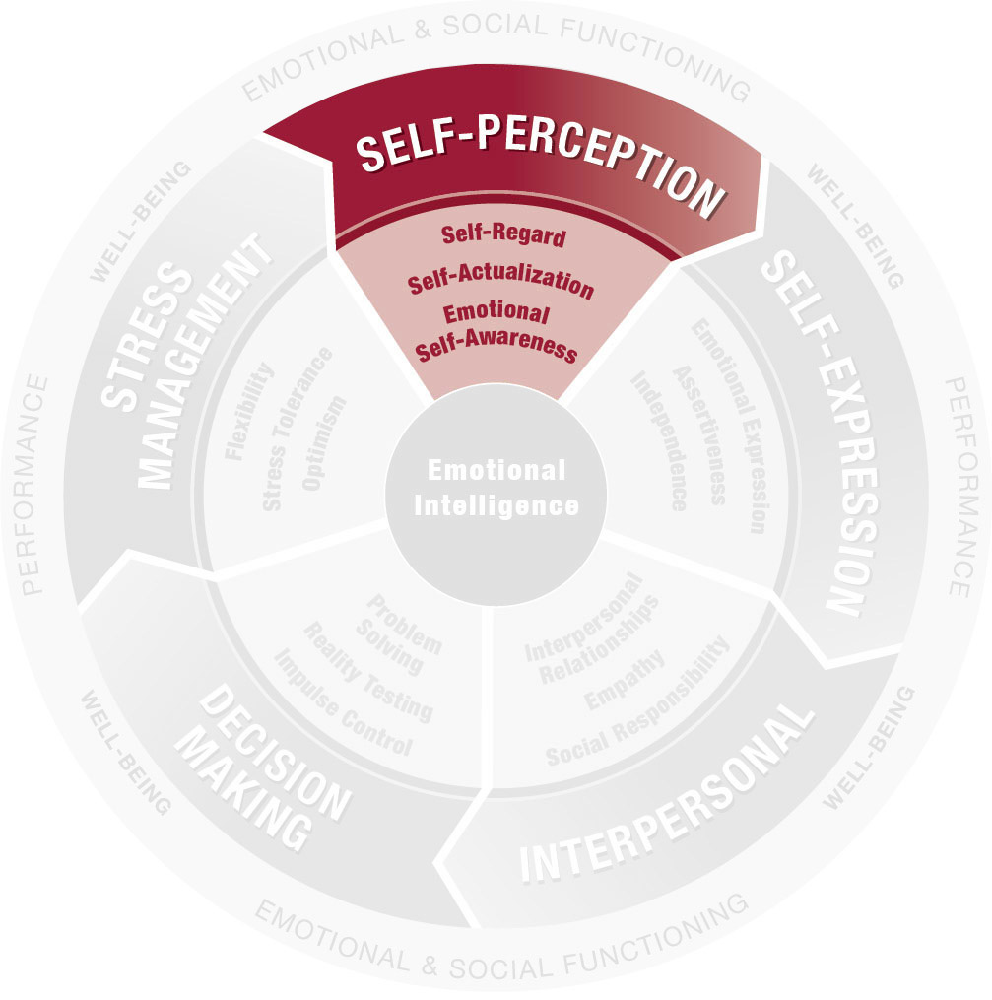 EMOTIONAL & SOCIAL FUNCTIONING
SELF-PERCEPTION
Self-Regard
Self-Actualization
Emotional
Self-Awareness
WELL-BEING
WELL-BEING
STRESS
MANAGEMENT
Flexibility
Stress Tolerance
Optimism
SELF-EXPRESSION
Emotional Expression
Assertiveness
Independence
Emotional
Intelligence
PERFORMANCE
PERFORMANCE
Problem
Solving
Reality Testing
Impulse Control
DECISION
MAKING
Interpersonal
Relationships
Empathy
Social Responsibility
INTERPERSONAL
WELL-BEING
WELL-BEING
EMOTIONAL & SOCIAL FUNCTIONING